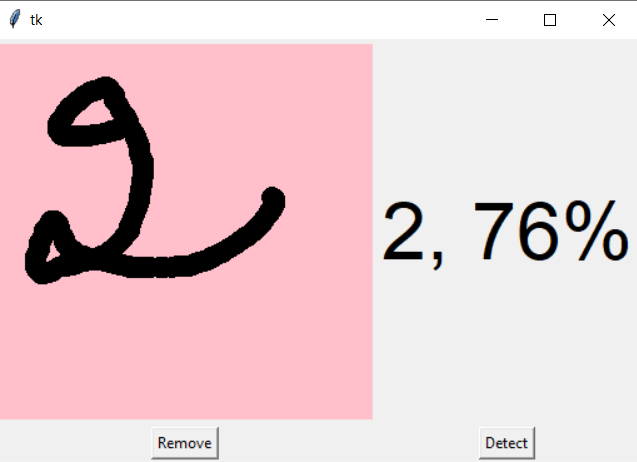 tk
2
2, 76%
Remove
Detect